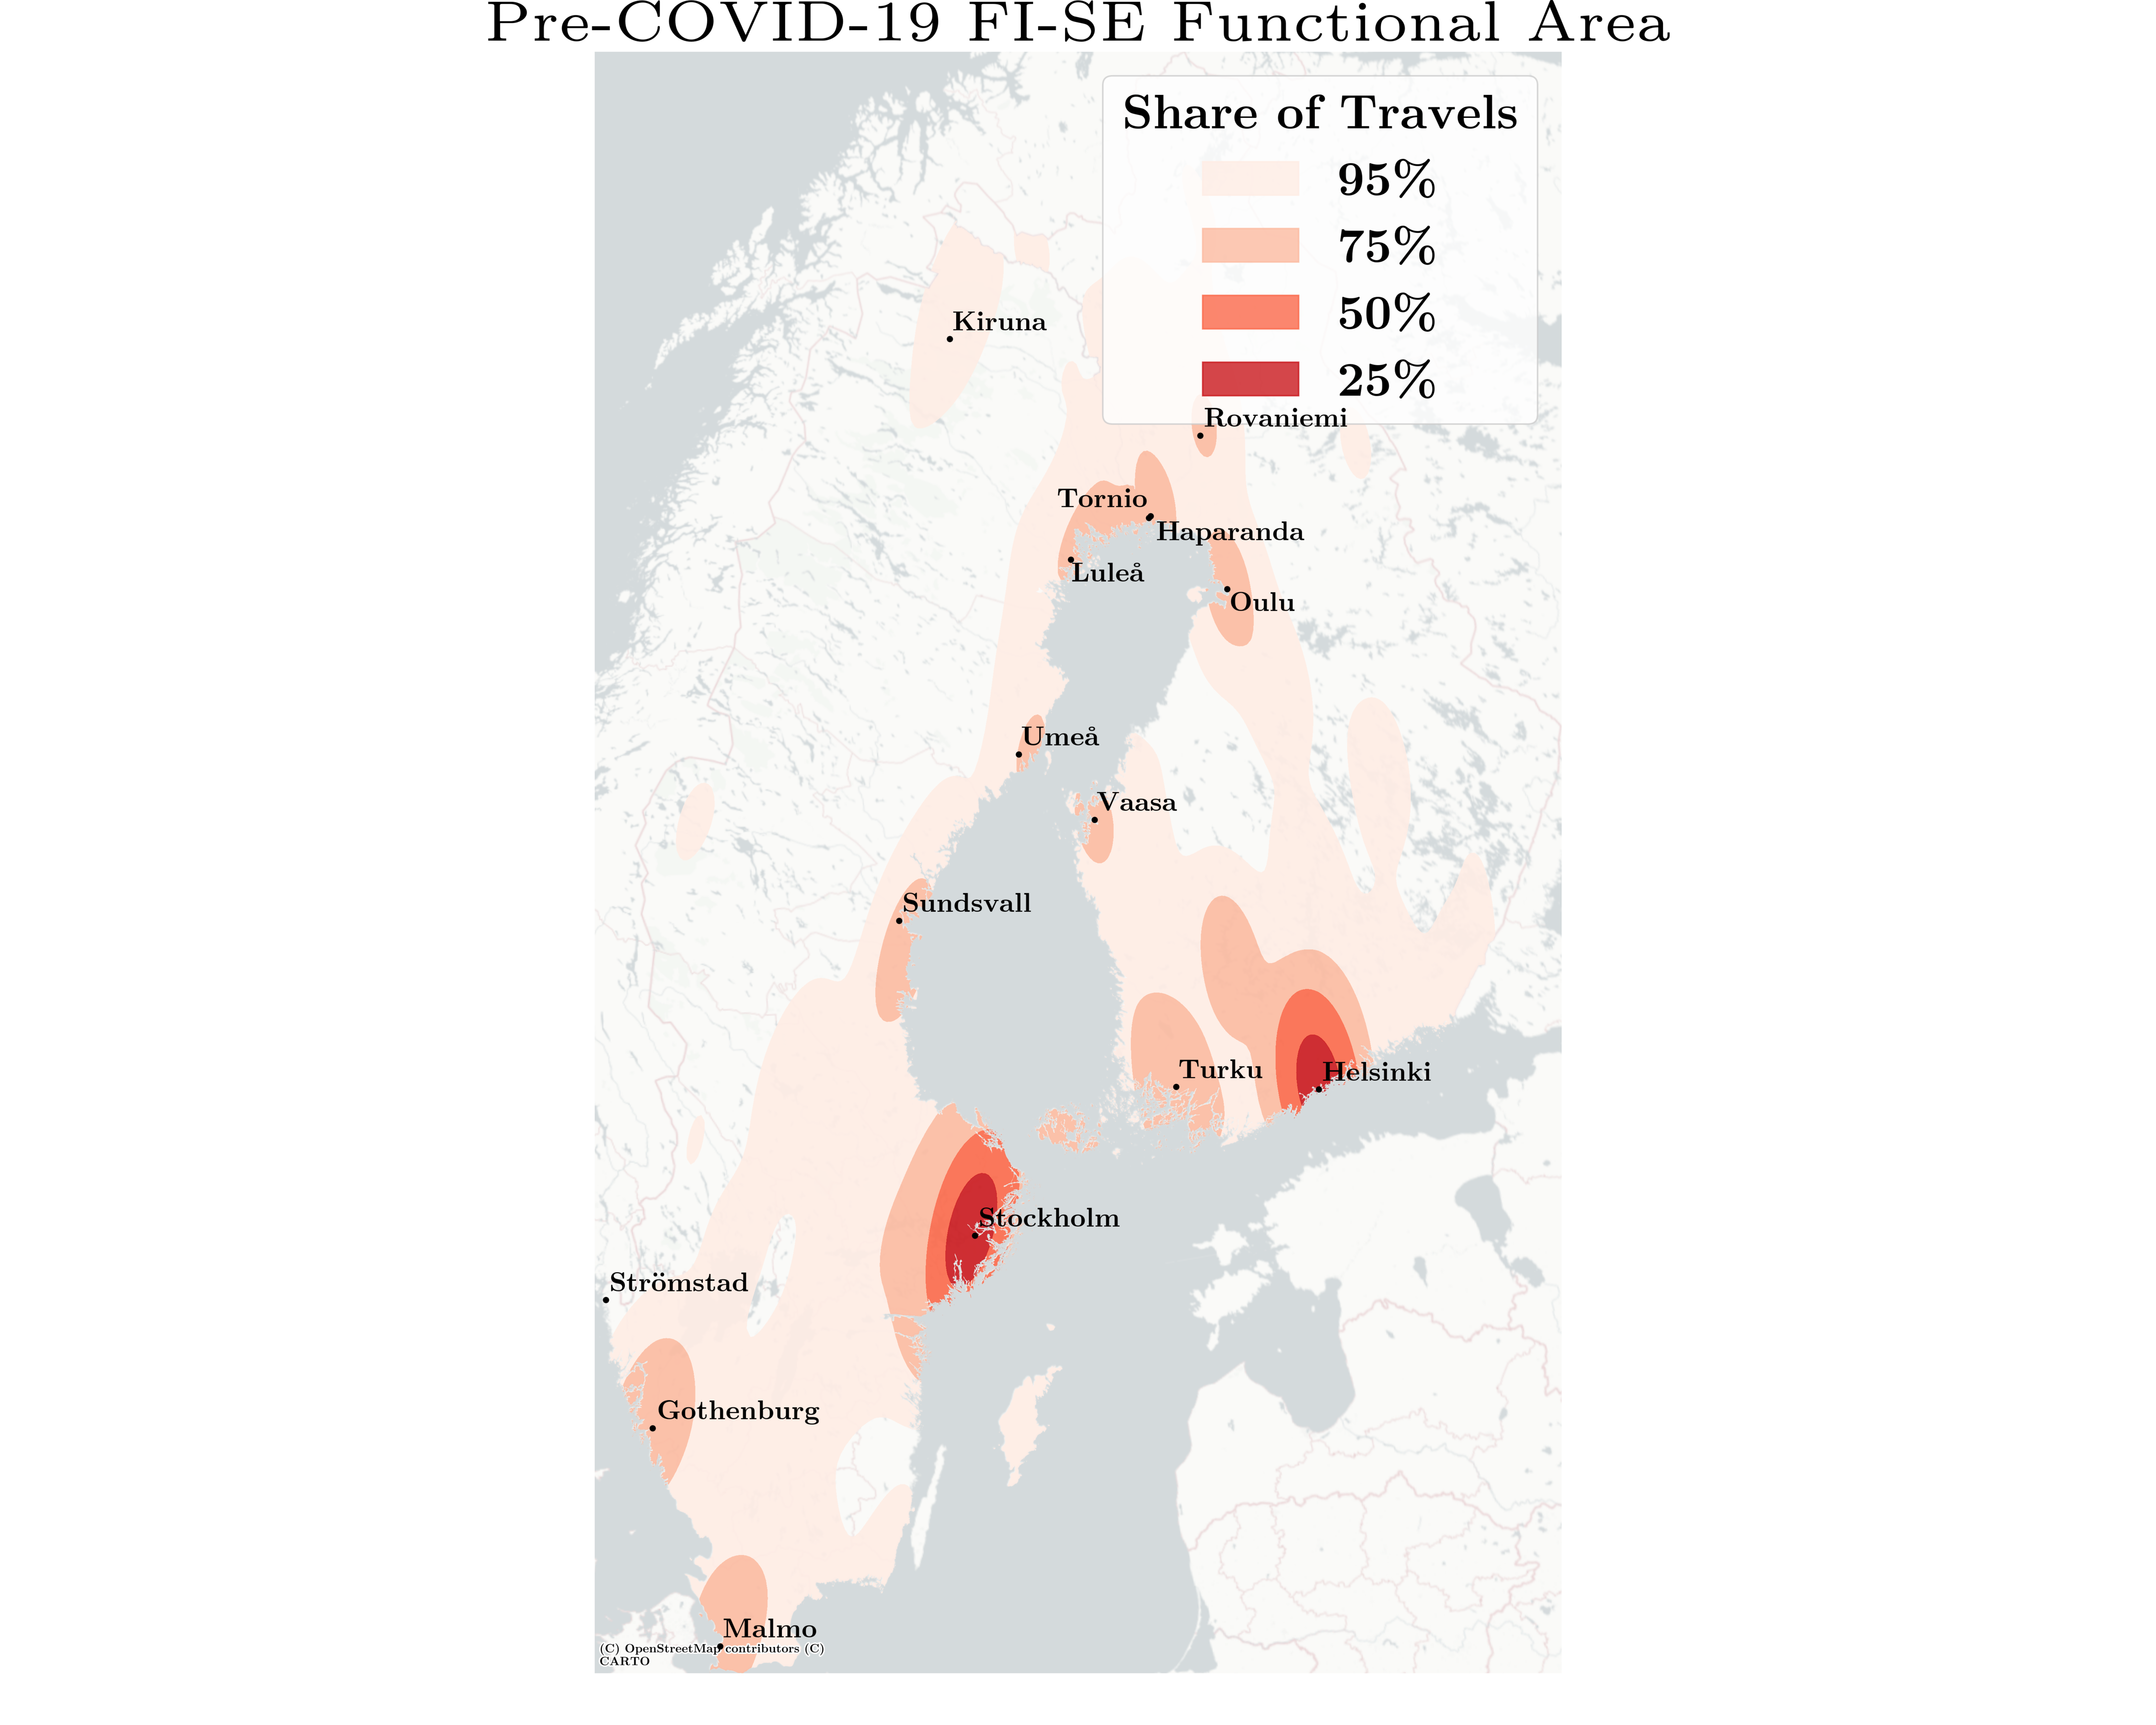 Pre-COVID-19 FI-SE Functional Area
Share of Travels
95%
75%
50%
25%
Kiruna
Rovaniemi
Tornio
Haparanda
Luleå
Oulu
Umeå
Vaasa
Sundsvall
Turku
Helsinki
Stockholm
Strömstad
Gothenburg
Malmo
(C) OpenStreetMap contributors (C)
CARTO